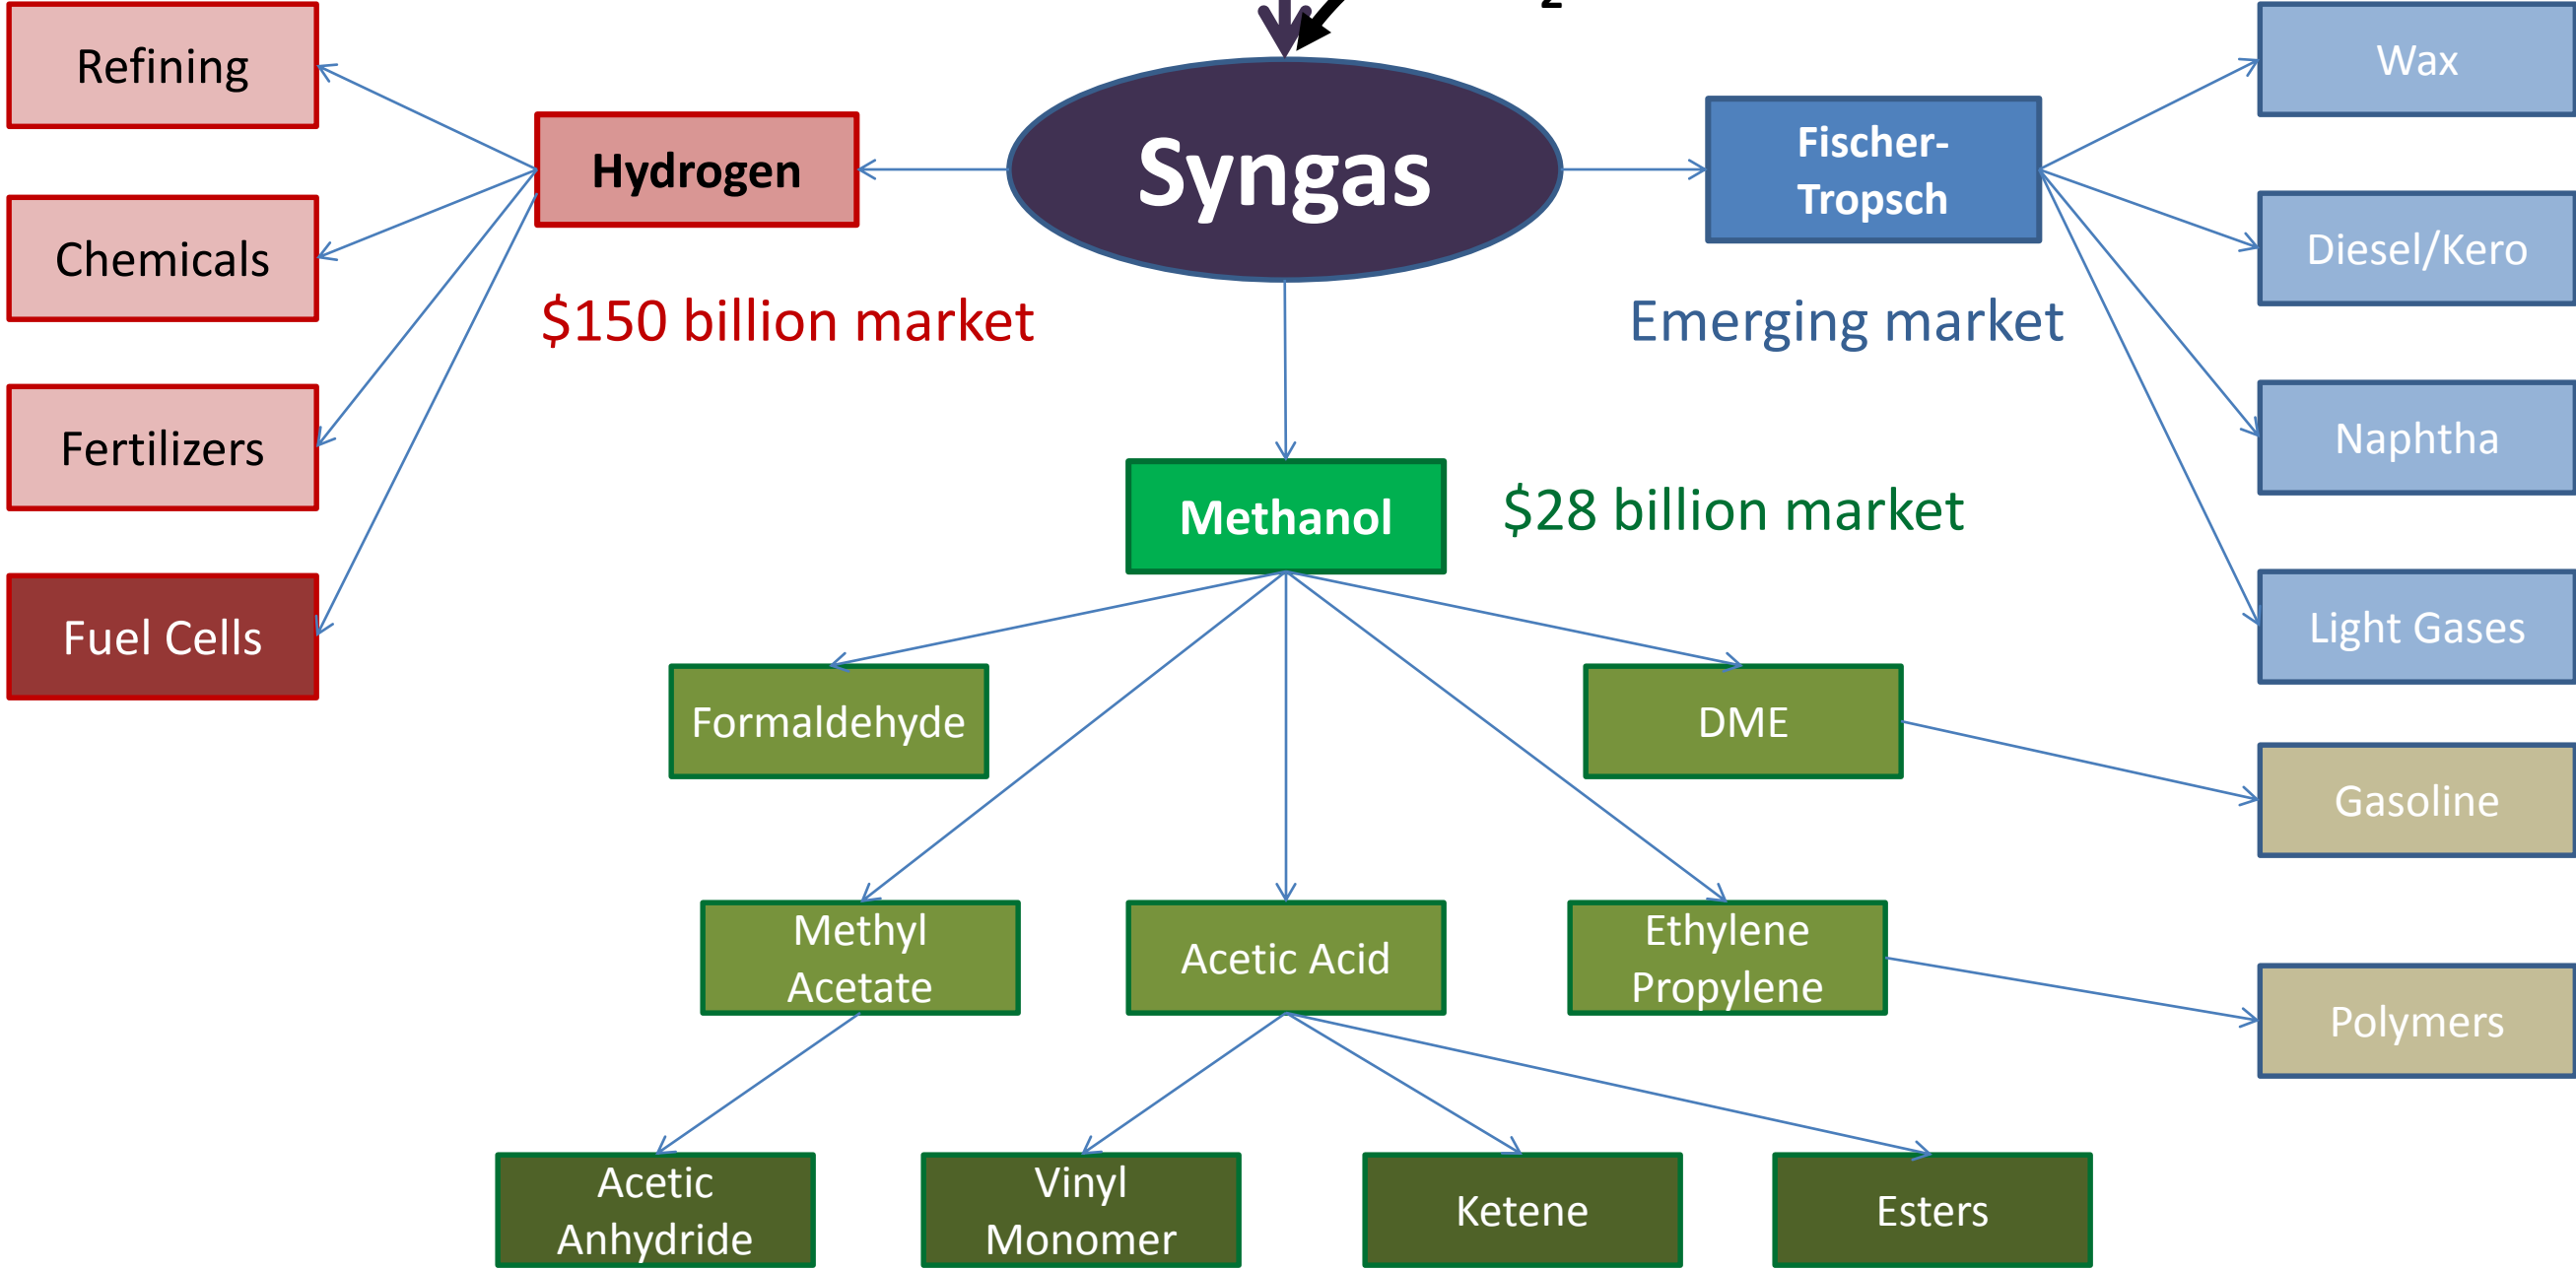 2
Refining
Wax
Hydrogen
Syngas
Fischer-
Tropsch
Chemicals
Diesel/Kero
$150 billion market
Emerging market
Fertilizers
Naphtha
Methanol
$28 billion market
Fuel Cells
Light Gases
Formaldehyde
DME
Gasoline
Methyl
Acetate
Acetic Acid
Ethylene
Propylene
Polymers
Acetic
Anhydride
Vinyl
Monomer
Ketene
Esters